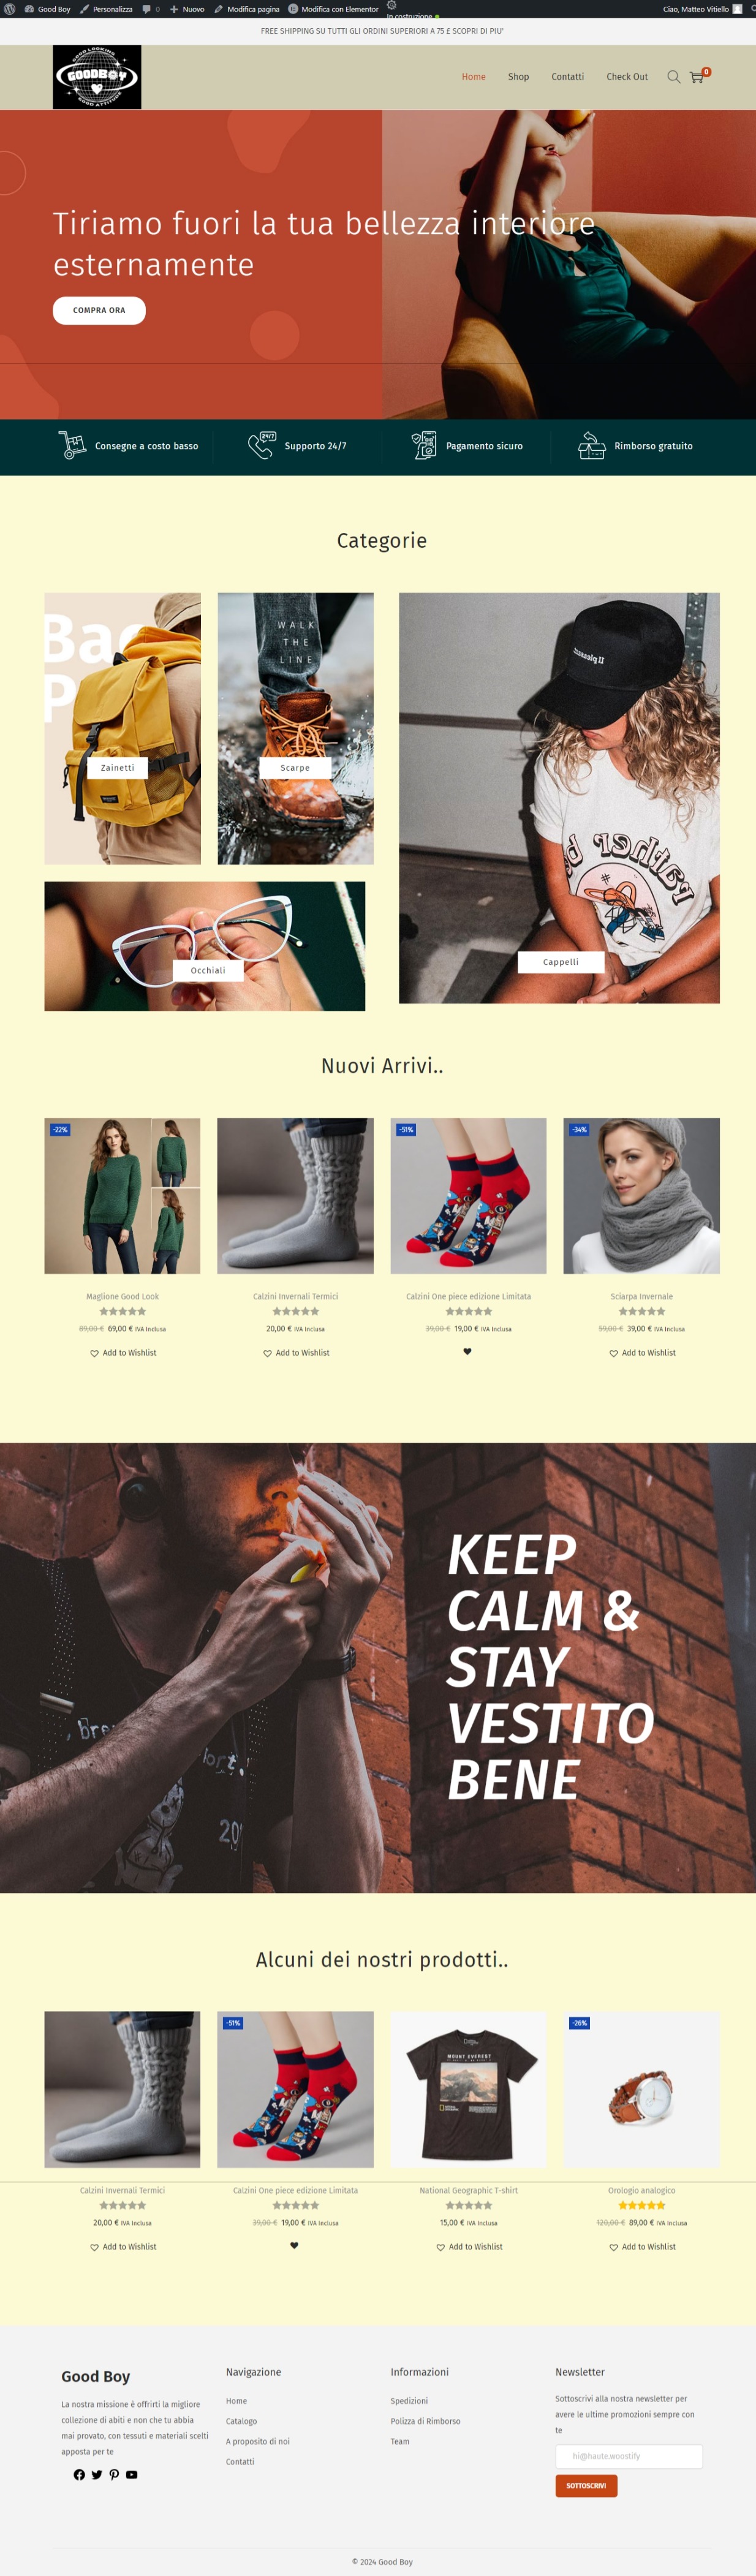 Good Boy Personalizza 0 Nuovo Modifica pagina Modifica con Elementor In costruzione Ciao, Matteo Vitiello
FREE SHIPPING SU TUTTI GLI ORDINI SUPERIORI A 75 £ SCOPRI DI PIU'
GOOD LOOKING
GOODBOY
GOOD ATTITUDE
Home Shop Contatti Check Out 0
Tiriamo fuori la tua bellezza interiore
esternamente
COMPRA ORA
Consegne a costo basso
24/7
Supporto 24/7
Pagamento sicuro
Rimborso gratuito
Categorie
Zainetti
WALK
THE
LINE
Scarpe
Occhiali
Cappelli
Nuovi Arrivi..
-22%
-51%
-34%
Maglione Good Look
89,00 € 69,00 € IVA Inclusa
Add to Wishlist
Calzini Invernali Termici
20,00 € IVA Inclusa
Add to Wishlist
Calzini One piece edizione Limitata
39,00 € 19,00 € IVA Inclusa
Sciarpa Invernale
59,00 € 39,00 € IVA Inclusa
Add to Wishlist
KEEP
CALM &
STAY
VESTITO
BENE
Alcuni dei nostri prodotti..
-51%
MOUNT EVEREST
-26%
Calzini Invernali Termici
20,00 € IVA Inclusa
Add to Wishlist
Calzini One piece edizione Limitata
39,00 € 19,00 € IVA Inclusa
National Geographic T-shirt
15,00 € IVA Inclusa
Add to Wishlist
Orologio analogico
120,00 € 89,00 € IVA Inclusa
Add to Wishlist
Good Boy
La nostra missione è offrirti la migliore
collezione di abiti e non che tu abbia
mai provato, con tessuti e materiali scelti
apposta per te
Navigazione
Home
Catalogo
A proposito di noi
Contatti
Informazioni
Spedizioni
Polizza di Rimborso
Team
Newsletter
Sottoscrivi alla nostra newsletter per
avere le ultime promozioni sempre con
te
hi@haute.woostify
SOTTOSCRIVI
© 2024 Good Boy